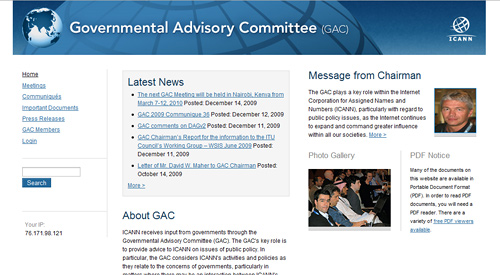 Governmental Advisory Committee (GAC)
ICANN
Home
Meetings
Communiqués
Important Documents
Press Releases
GAC Members
Login
Search
Your IP:
76.171.98.121
Latest News
The next GAC Meeting will be held in Nairobi, Kenya from
March 7-12, 2010 Posted: December 14, 2009
GAC 2009 Communique 36 Posted: December 12, 2009
GAC comments on DAGv2 Posted: December 11, 2009
GAC Chairman's Report for the information to the ITU
Council's Working Group – WSIS June 2009 Posted:
December 11, 2009
Letter of Mr. David W. Maher to GAC Chairman Posted:
October 14, 2009
More >
About GAC
ICANN receives input from governments through the
Governmental Advisory Committee (GAC). The GAC's key role is
to provide advice to ICANN on issues of public policy. In
particular, the GAC considers ICANN's activities and policies as
they relate to the concerns of governments, particularly in
matters where there may be an interaction between ICANN's
Message from Chairman
The GAC plays a key role within the Internet
Corporation for Assigned Names and
Numbers (ICANN), particularly with regard to
public policy issues, as the Internet continues
to expand and command greater influence
within all our societies. More >
Photo Gallery
PDF Notice
Many of the documents on
this website are available in
Portable Document Format
(PDF). In order to read PDF
documents, you will need a
PDF reader. There are a
variety of free PDF viewers
available.